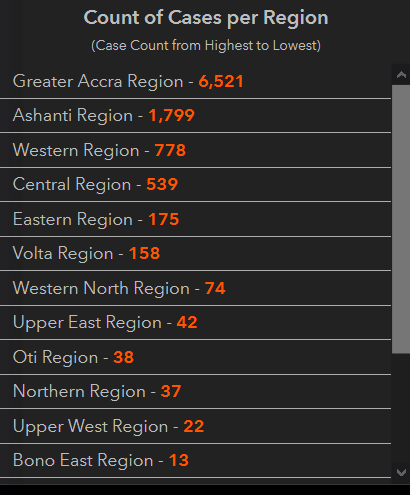 Count of Cases per Region
(Case Count from Highest to Lowest)
Greater Accra Region - 6,521
Ashanti Region - 1,799
Western Region - 778
Central Region - 539
Eastern Region - 175
Volta Region - 158
Western North Region - 74
Upper East Region - 42
Oti Region - 38
Northern Region - 37
Upper West Region - 22
Bono East Region - 13